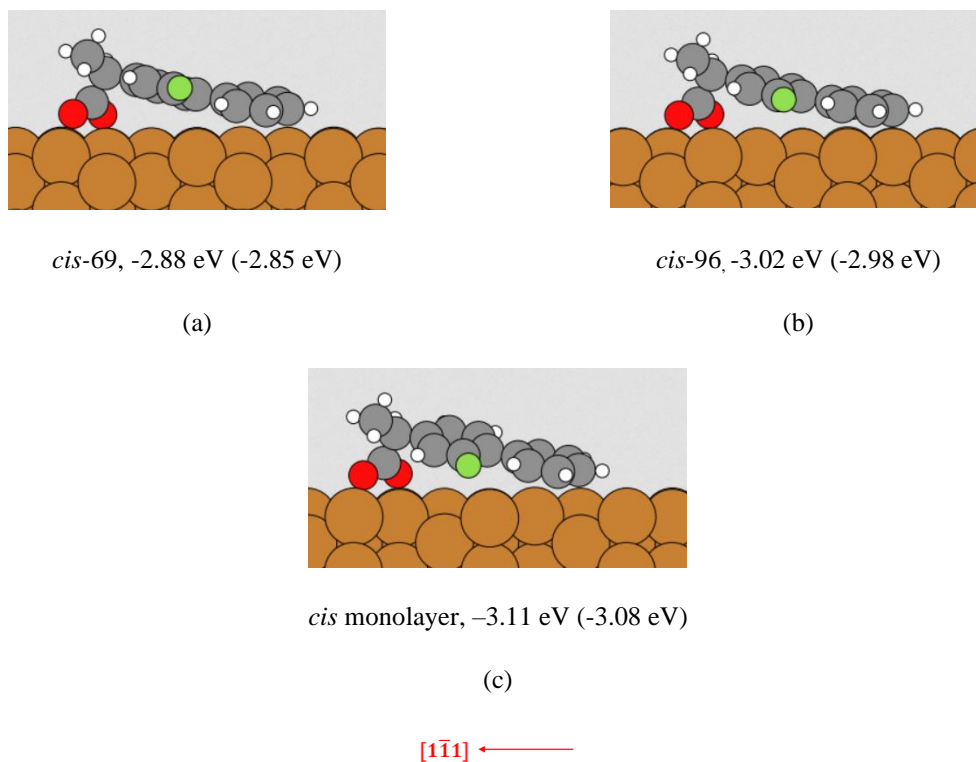 cis-69, -2.88 eV (-2.85 eV)
cis-96, -3.02 eV (-2.98 eV)
(a)
(b)
cis monolayer, –3.11 eV (-3.08 eV)
(c)
[11̅1]